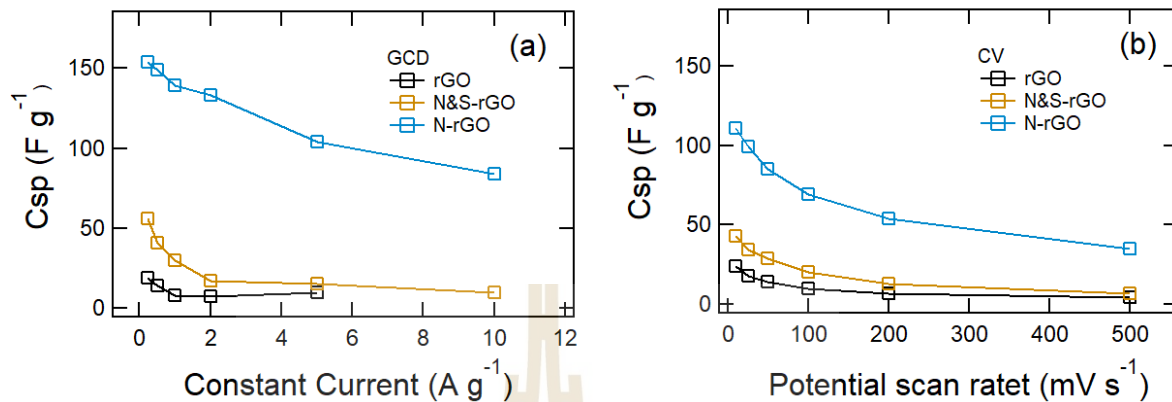 (a)
GCD
rGO
N&S-rGO
N-rGO
Csp (F g⁻¹)
150
100
50
0
0 2 4 6 8 10 12
Constant Current (A g⁻¹)
(b)
CV
rGO
N&S-rGO
N-rGO
Csp (F g⁻¹)
150
100
50
0
0 100 200 300 400 500
Potential scan ratet (mV s⁻¹)